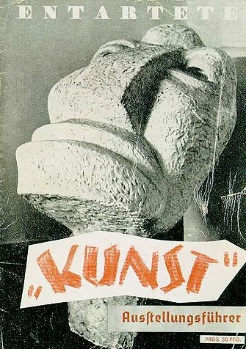 ENTARTETE
„KUNST“
Ausstellungsführer
PREIS 30 PFG.